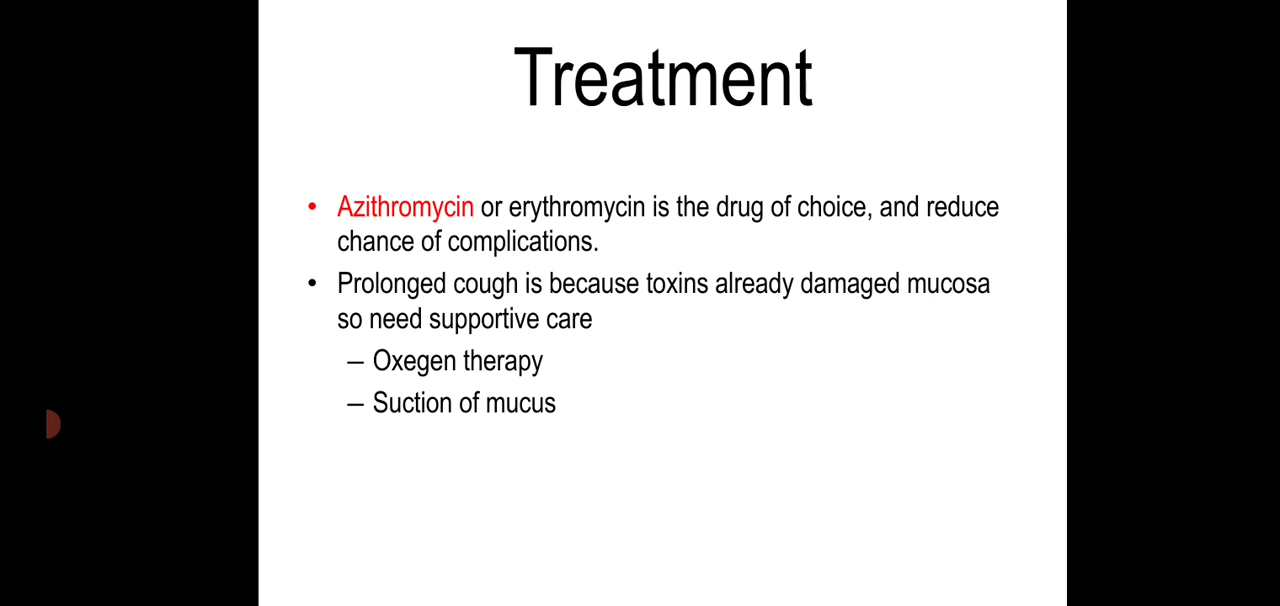 Treatment
• Azithromycin or erythromycin is the drug of choice, and reduce
chance of complications.
• Prolonged cough is because toxins already damaged mucosa
so need supportive care
– Oxegen therapy
– Suction of mucus